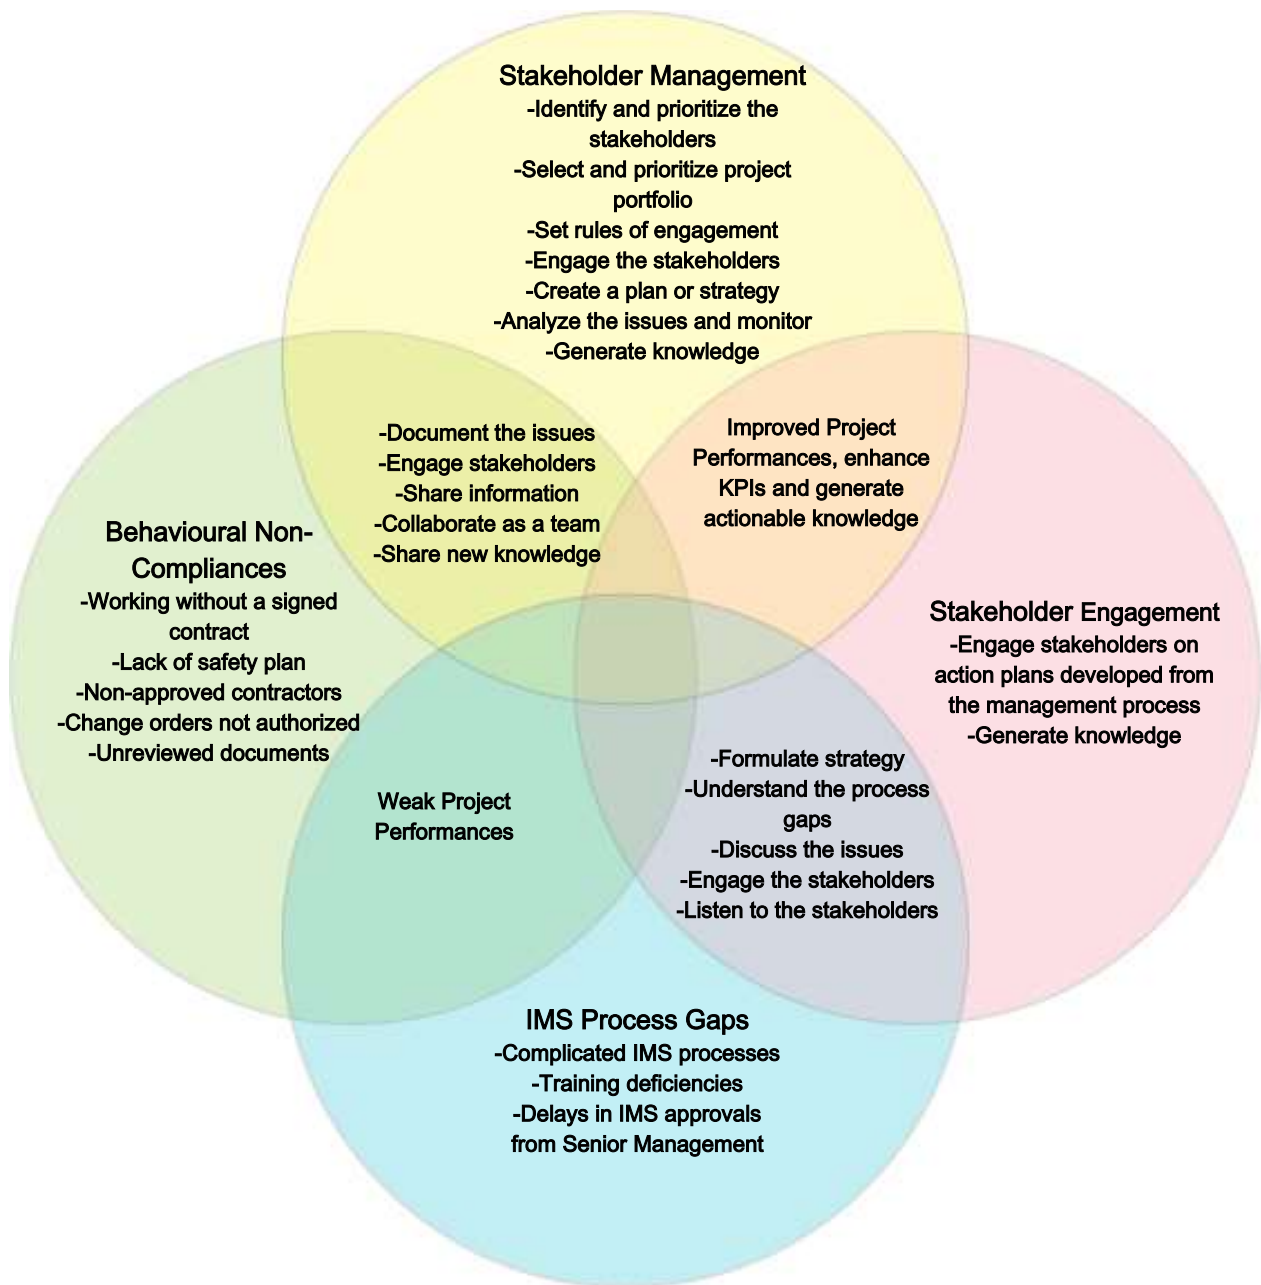 Stakeholder Management
-Identify and prioritize the
stakeholders
-Select and prioritize project
portfolio
-Set rules of engagement
-Engage the stakeholders
-Create a plan or strategy
-Analyze the issues and monitor
-Generate knowledge
-Document the issues
-Engage stakeholders
-Share information
-Collaborate as a team
-Share new knowledge
Improved Project
Performances, enhance
KPIs and generate
actionable knowledge
Behavioural Non-
Compliances
-Working without a signed
contract
-Lack of safety plan
-Non-approved contractors
-Change orders not authorized
-Unreviewed documents
Stakeholder Engagement
-Engage stakeholders on
action plans developed from
the management process
-Generate knowledge
Weak Project
Performances
-Formulate strategy
-Understand the process
gaps
-Discuss the issues
-Engage the stakeholders
-Listen to the stakeholders
IMS Process Gaps
-Complicated IMS processes
-Training deficiencies
-Delays in IMS approvals
from Senior Management